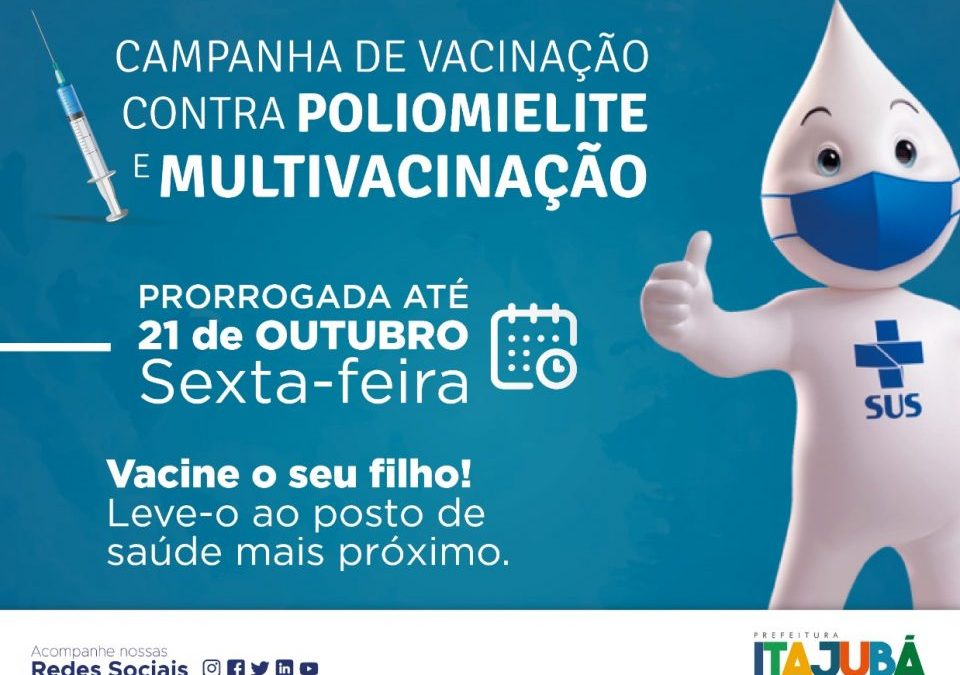 CAMPANHA DE VACINAÇÃO
CONTRA POLIOMIELITE
E MULTIVACINAÇÃO
PRORROGADA ATÉ
21 de OUTUBRO
Sexta-feira
Vacine o seu filho!
Leve-o ao posto de
saúde mais próximo.
SUS
Acompanhe nossas
Redes Sociais
PREFEITURA
ITAJUBÁ